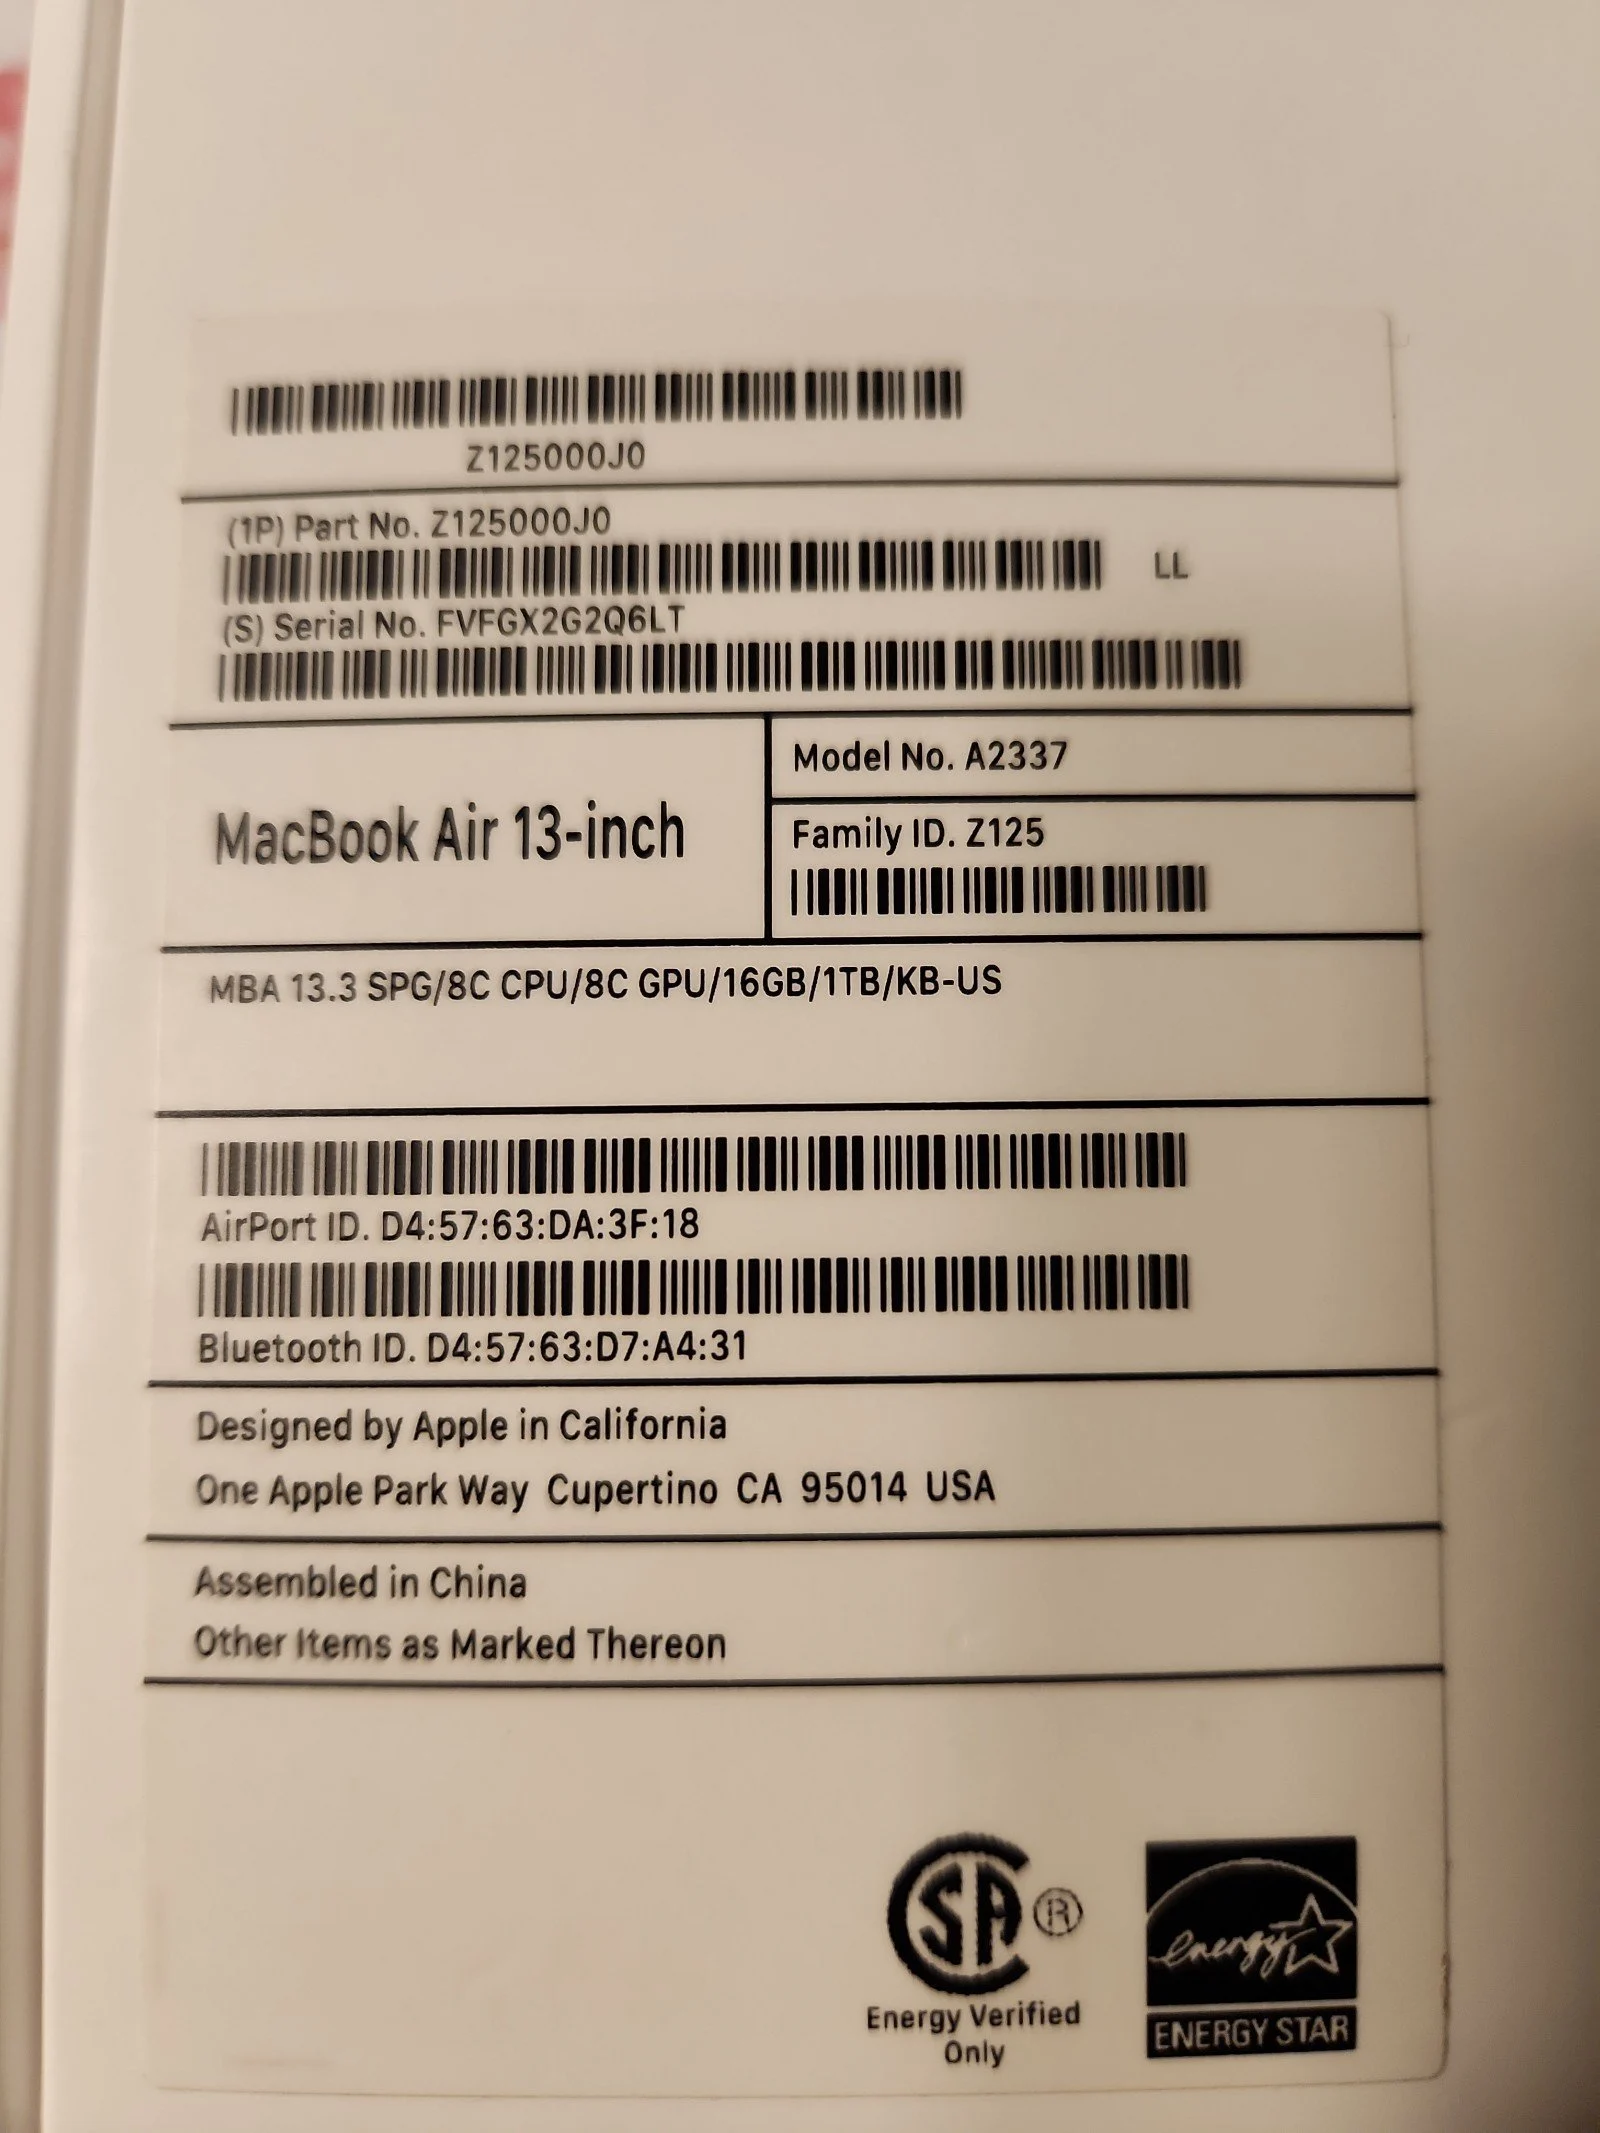 Z125000J0
(1P) Part No. Z125000J0
LL
(S) Serial No. FVFGX2G2Q6LT
MacBook Air 13-inch
Model No. A2337
Family ID. Z125
MBA 13.3 SPG/8C CPU/8C GPU/16GB/1TB/KB-US
AirPort ID. D4:57:63:DA:3F:18
Bluetooth ID. D4:57:63:D7:A4:31
Designed by Apple in California
One Apple Park Way Cupertino CA 95014 USA
Assembled in China
Other Items as Marked Thereon
SA ®
Energy Verified
Only
energy
ENERGY STAR